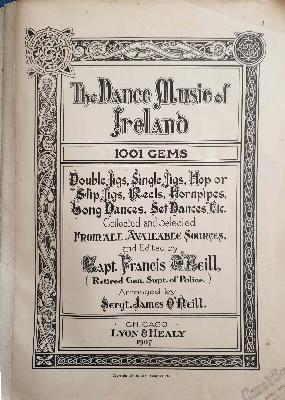 The Dance Music of
Ireland
1001 GEMS
Double Jigs, Single Jigs, Hop or
Slip Jigs, Reels, Hornpipes,
Long Dances, Set Dances, Etc.
Collected and Selected
FROM ALL AVAILABLE SOURCES,
and Edited by
Capt. Francis O'Neill,
( Retired Gen. Supt. of Police. )
Arranged by
Sergt. James O'Neill.
CHICAGO
LYON & HEALY
1907